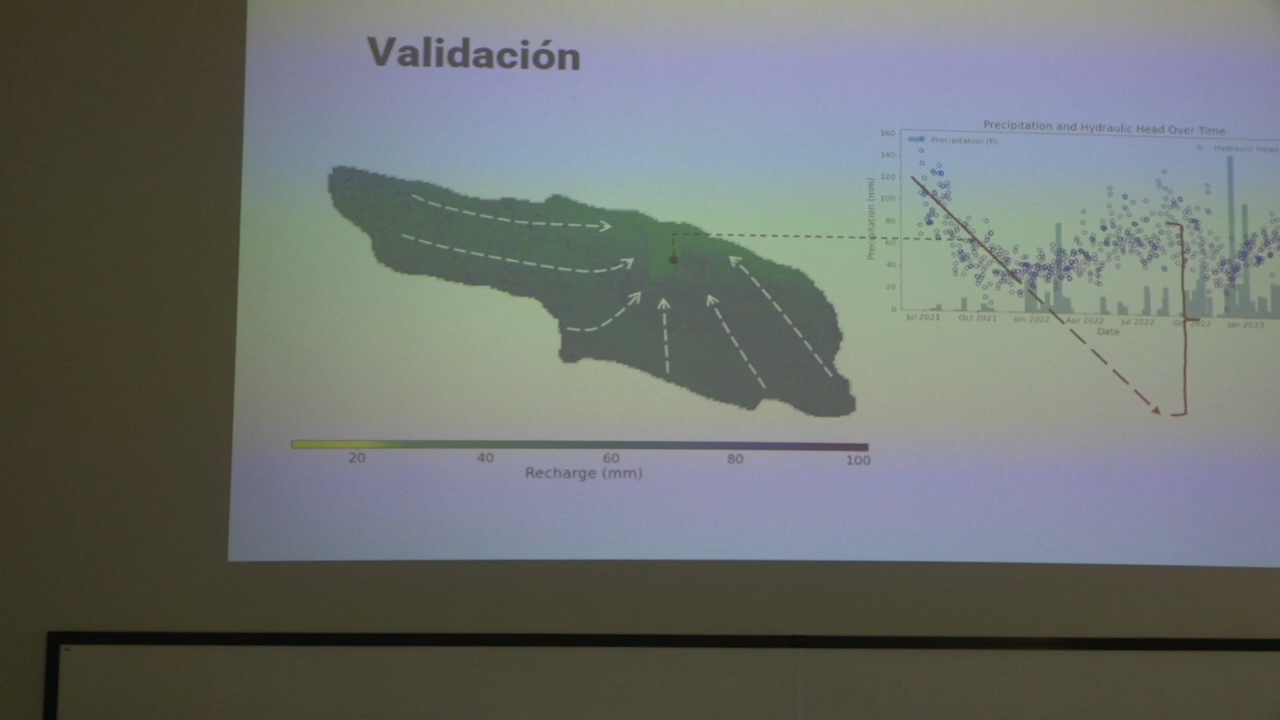 Validación
Precipitation and Hydraulic Head Over Time
Precipitation (P)
Hydraulic Head
Precipitation (mm)
160
140
120
100
80
60
40
20
0
Jul 2021 Oct 2021 Jan 2022 Apr 2022 Jul 2022 Oct 2022 Jan 2023
Date
20 40 60 80 100
Recharge (mm)